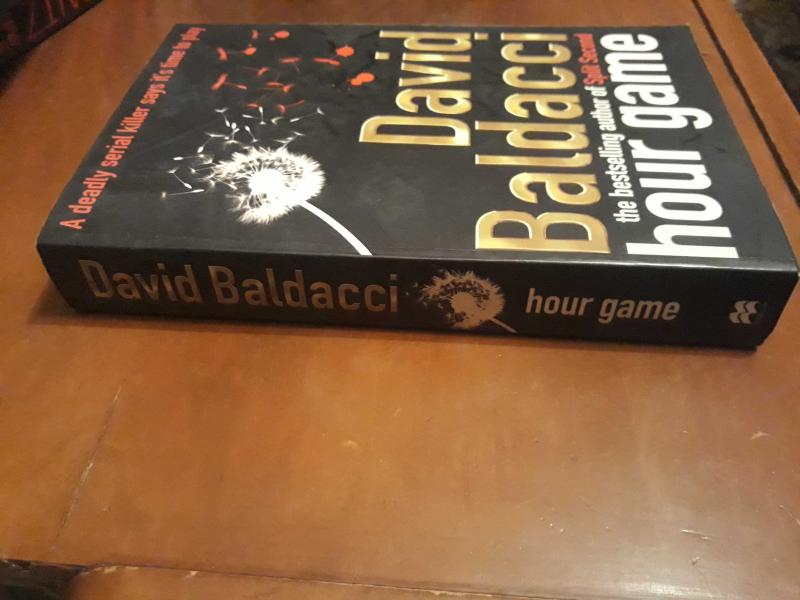 A deadly serial killer says it's time to play
David
Baldacci
the bestselling author of Split Second
hour game
David Baldacci
hour game